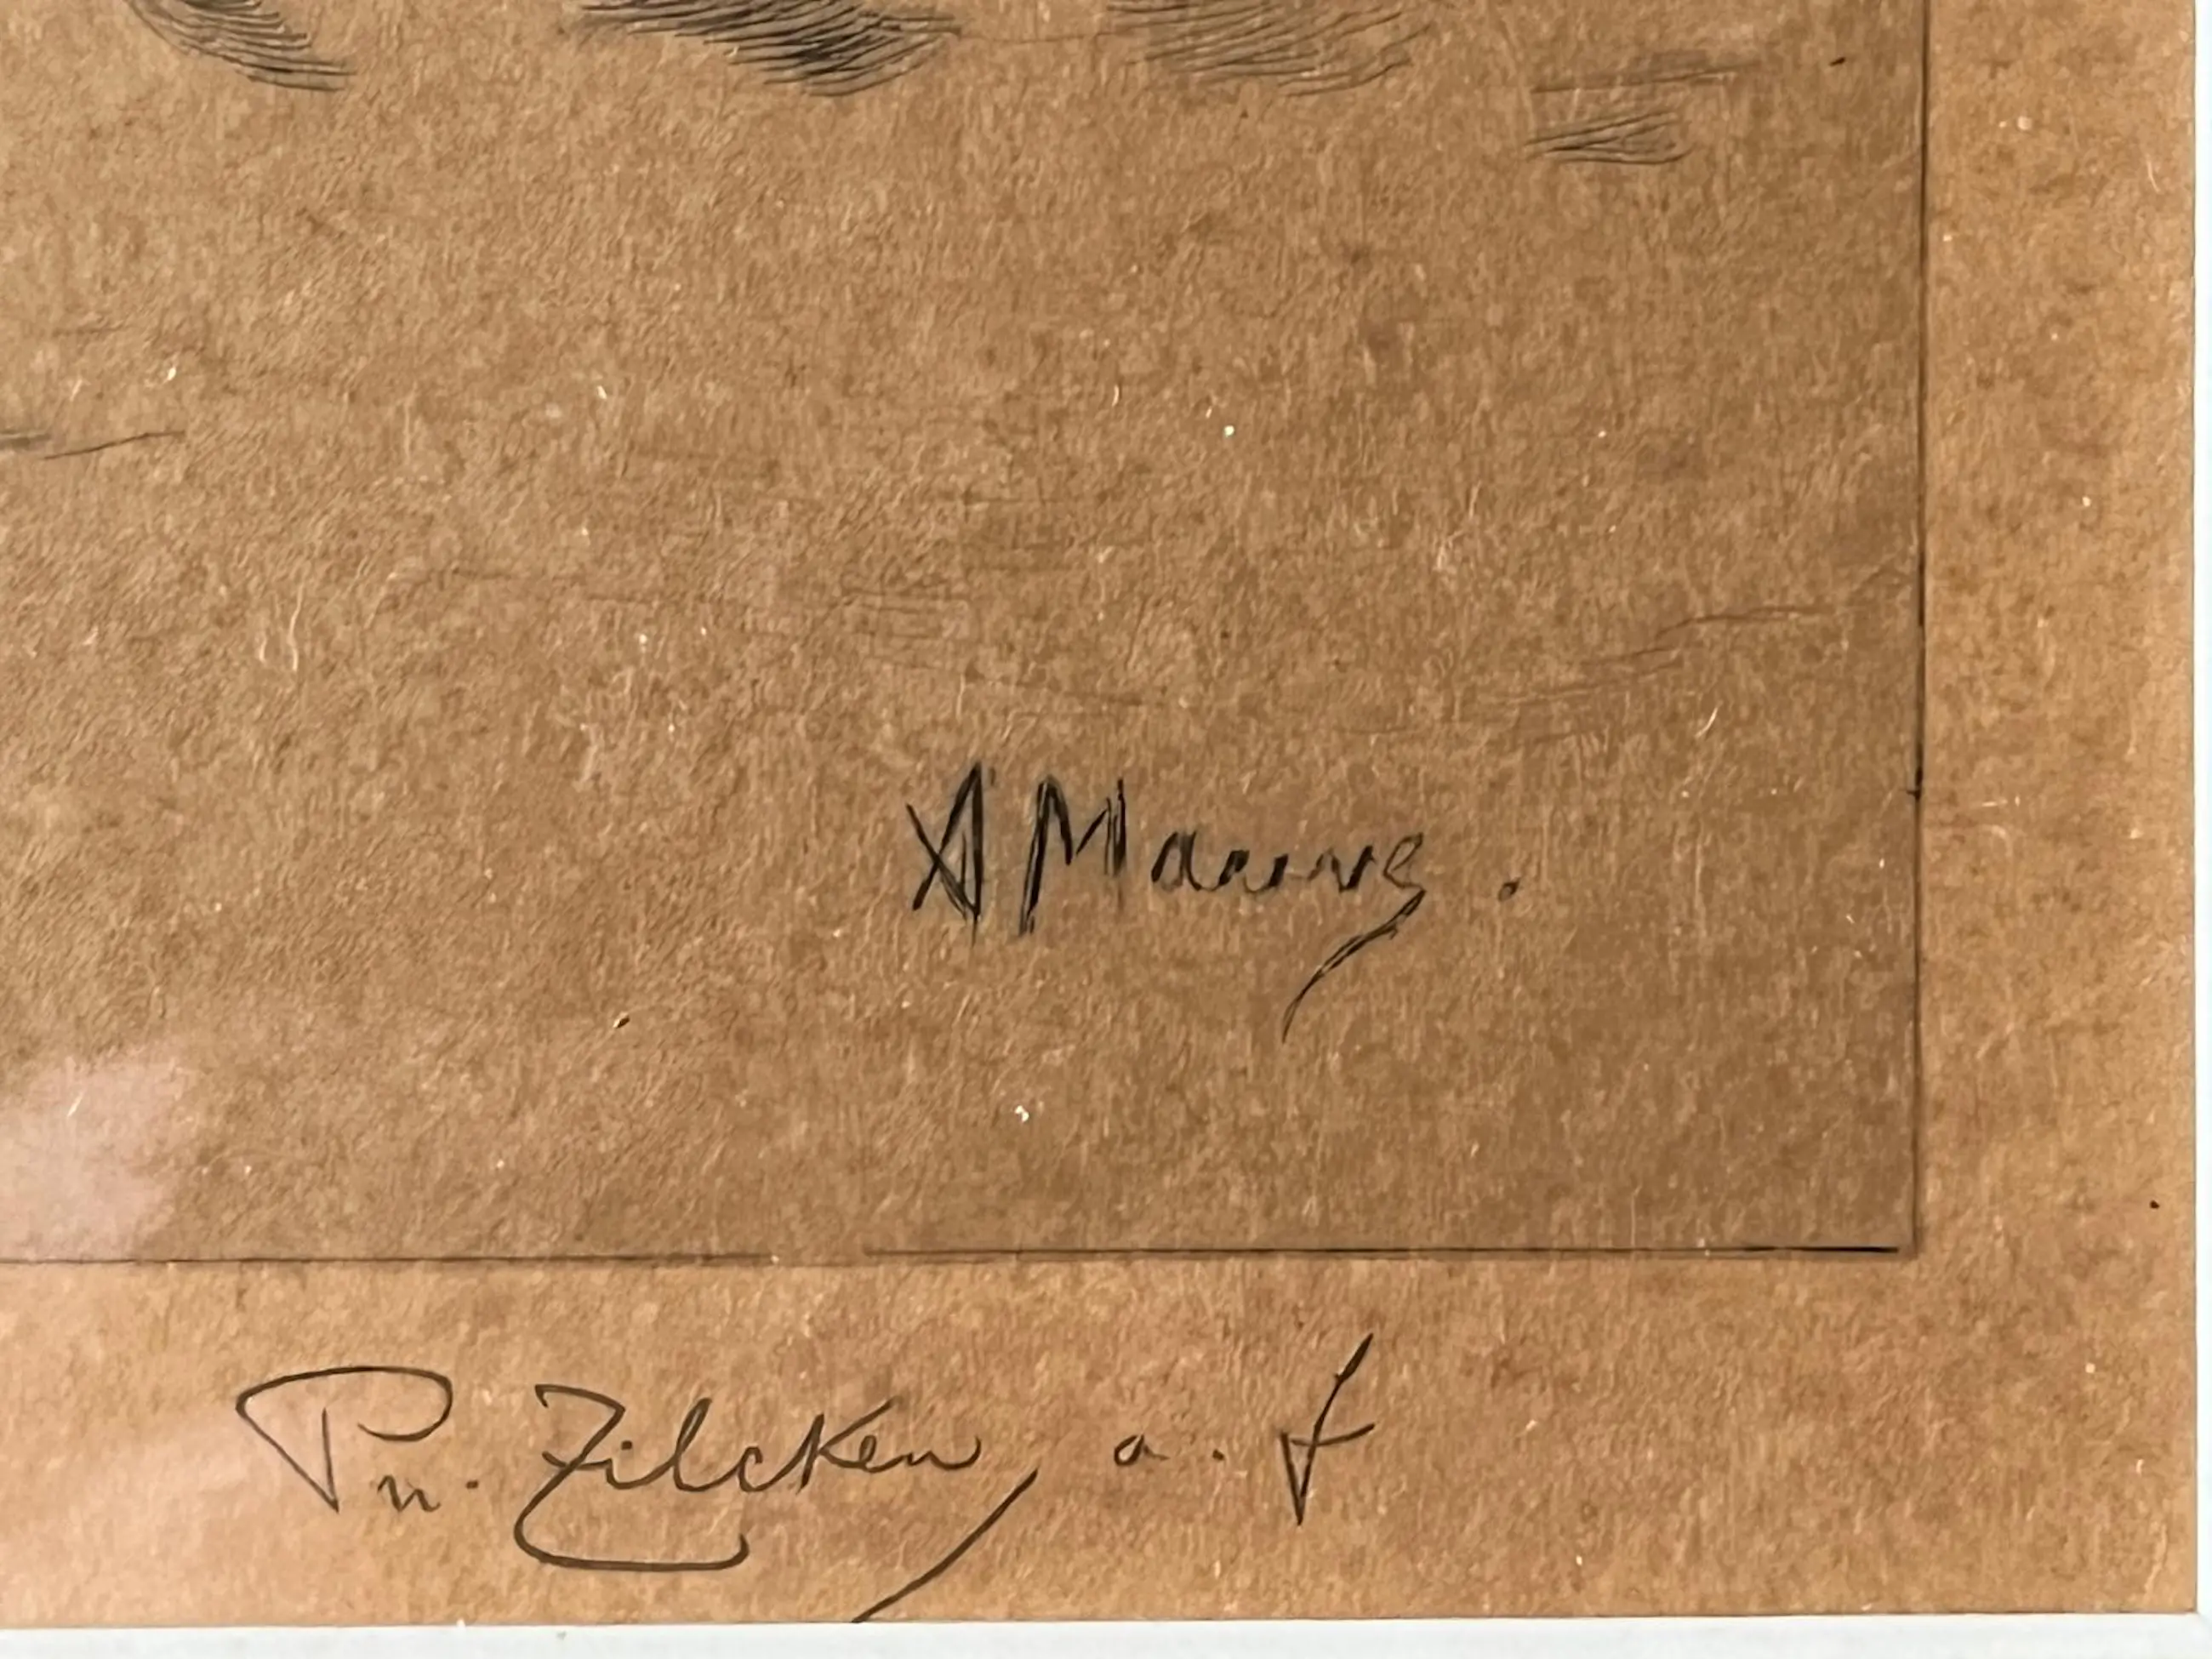 A Mauve.
Ph. Zilcken, a. f